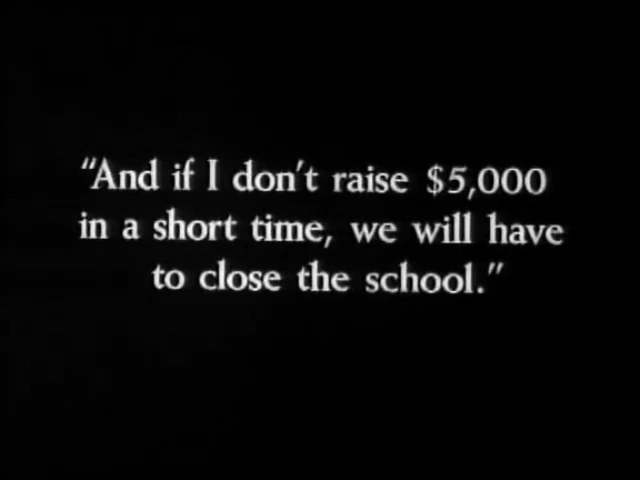 "And if I don't raise $5,000
in a short time, we will have
to close the school."